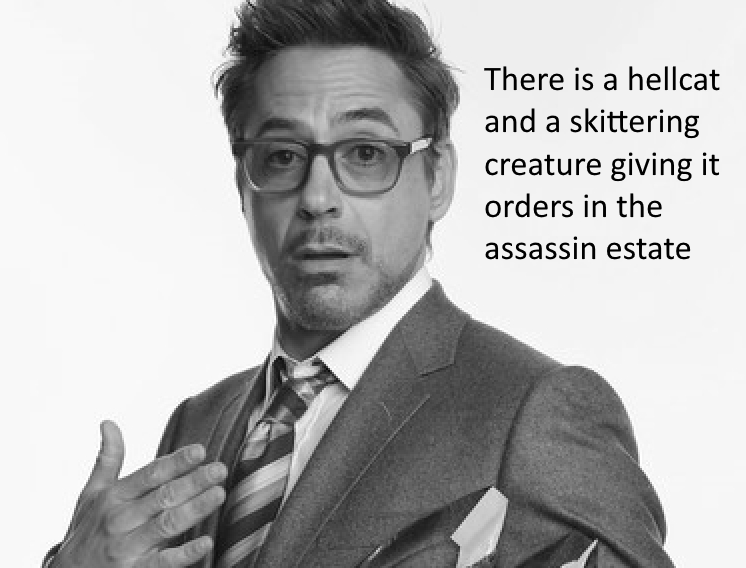 There is a hellcat
and a skittering
creature giving it
orders in the
assassin estate